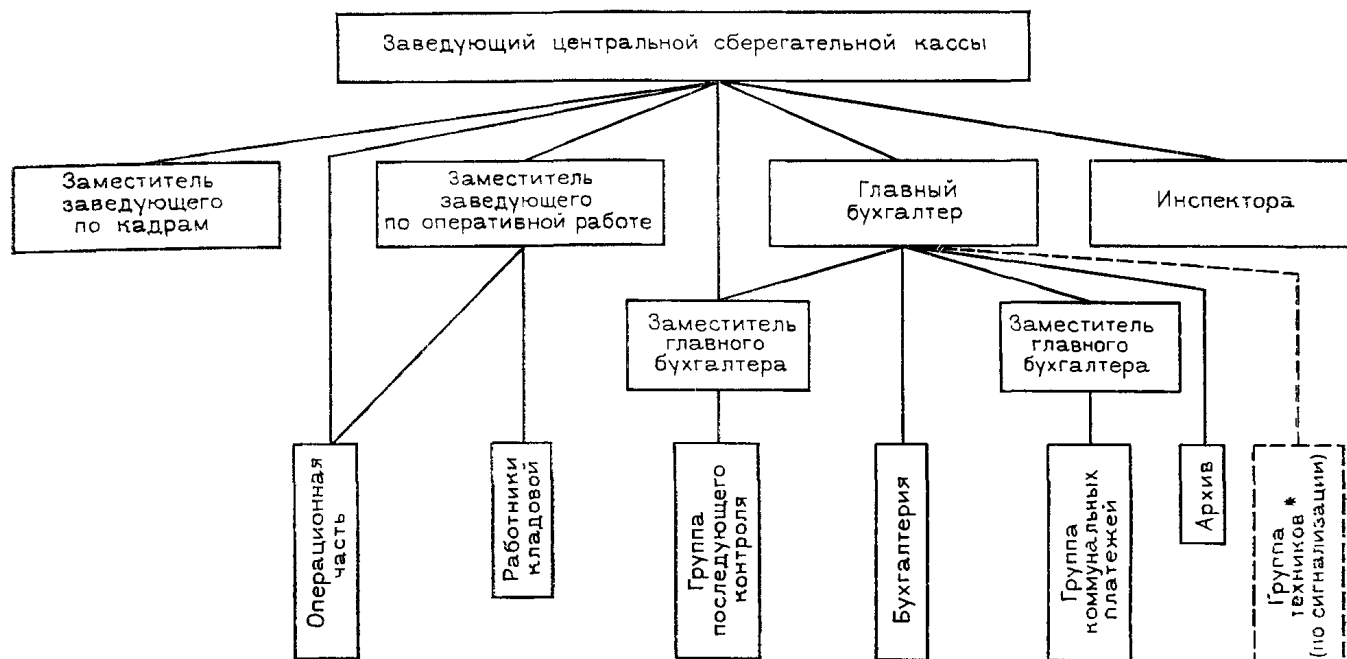 Заведующий центральной сберегательной кассы
Заместитель
заведующего
по кадрам
Заместитель
заведующего
по оперативной работе
Главный
бухгалтер
Инспектора
Заместитель
главного
бухгалтера
Заместитель
главного
бухгалтера
Операционная
часть
Работники
кладовой
Группа
последующего
контроля
Бухгалтерия
Группа
коммунальных
платежей
Архив
Группа
техников *
(по сигнализации)